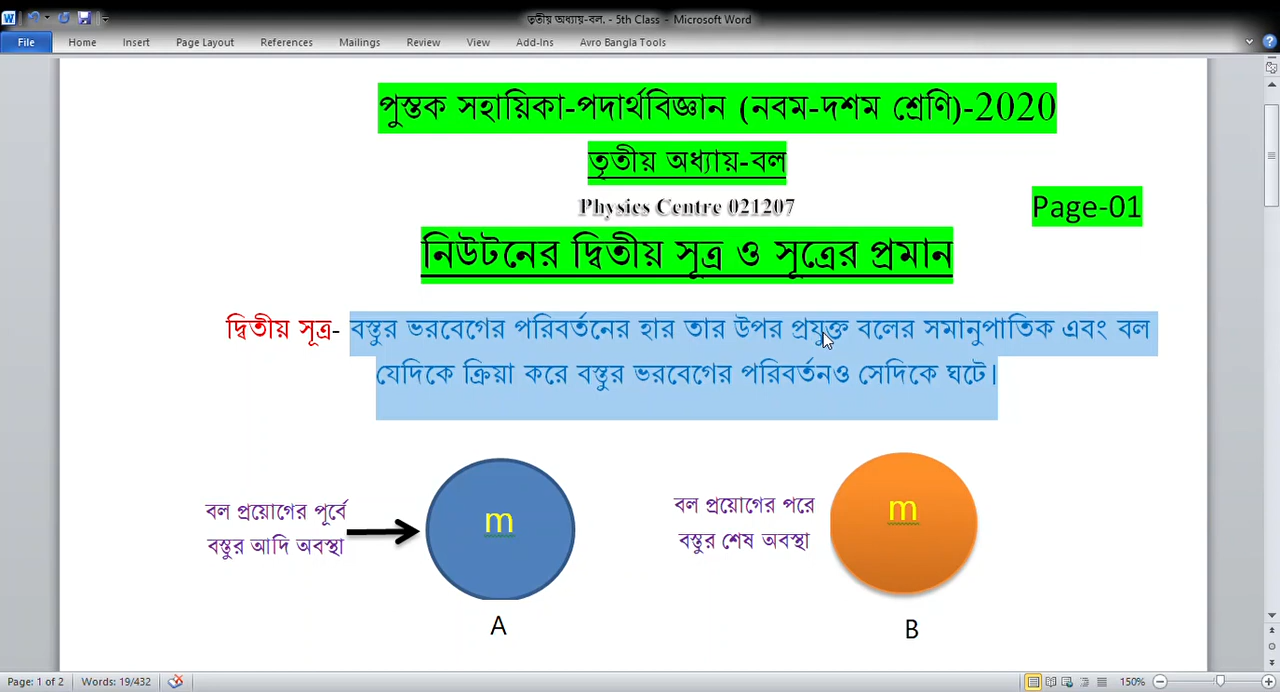 তৃতীয় অধ্যায়-বল. - 5th Class - Microsoft Word
File Home Insert Page Layout References Mailings Review View Add-Ins Avro Bangla Tools
পুস্তক সহায়িকা-পদার্থবিজ্ঞান (নবম-দশম শ্রেণি)-2020
তৃতীয় অধ্যায়-বল
Physics Centre 021207
Page-01
নিউটনের দ্বিতীয় সূত্র ও সূত্রের প্রমান
দ্বিতীয় সূত্র- বস্তুর ভরবেগের পরিবর্তনের হার তার উপর প্রযুক্ত বলের সমানুপাতিক এবং বল
যেদিকে ক্রিয়া করে বস্তুর ভরবেগের পরিবর্তনও সেদিকে ঘটে।
বল প্রয়োগের পূর্বে
বস্তুর আদি অবস্থা
m
A
বল প্রয়োগের পরে
বস্তুর শেষ অবস্থা
m
B
Page: 1 of 2 Words: 19/432 150%